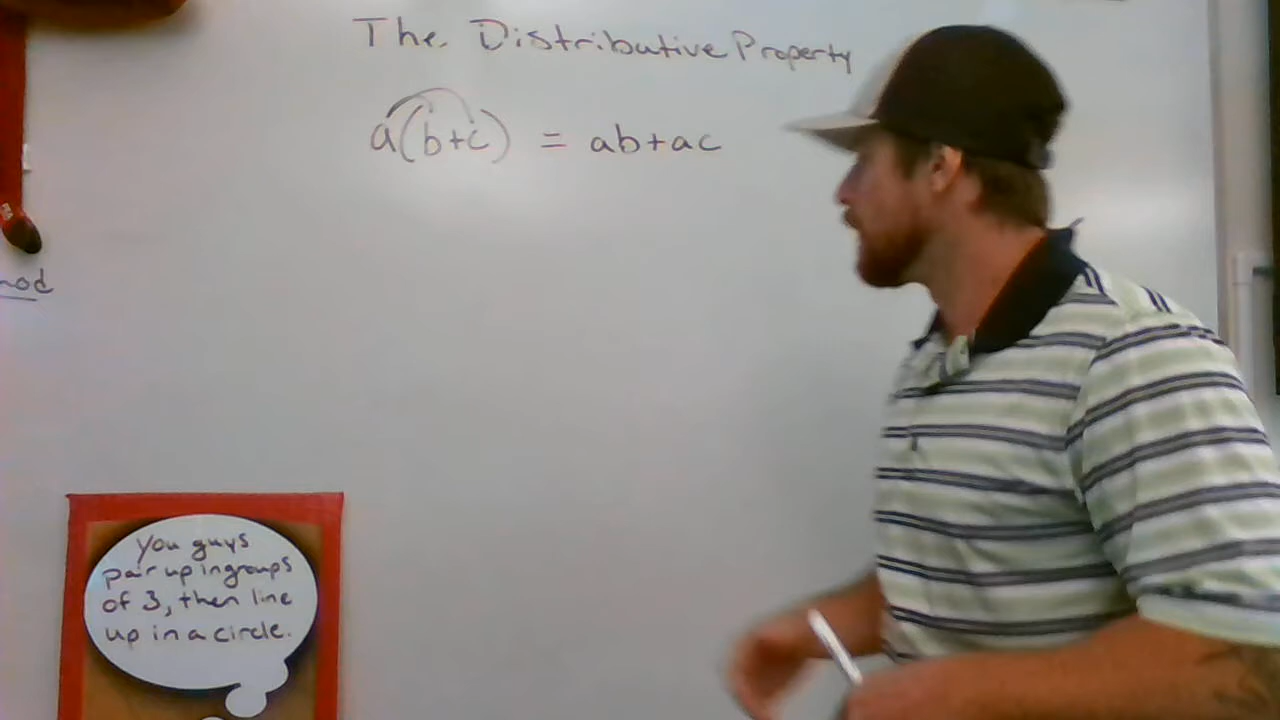 The Distributive Property
a(b+c) = ab+ac
You guys
pair up in groups
of 3, then line
up in a circle.